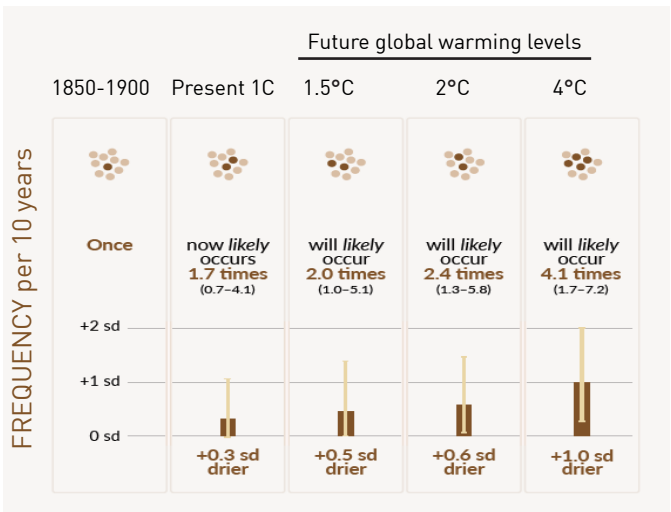 Future global warming levels
1850-1900 Present 1C 1.5°C 2°C 4°C
FREQUENCY per 10 years
Once
now likely
occurs
1.7 times
(0.7–4.1)
will likely
occur
2.0 times
(1.0–5.1)
will likely
occur
2.4 times
(1.3–5.8)
will likely
occur
4.1 times
(1.7–7.2)
+2 sd
+1 sd
0 sd
+0.3 sd
drier
+0.5 sd
drier
+0.6 sd
drier
+1.0 sd
drier